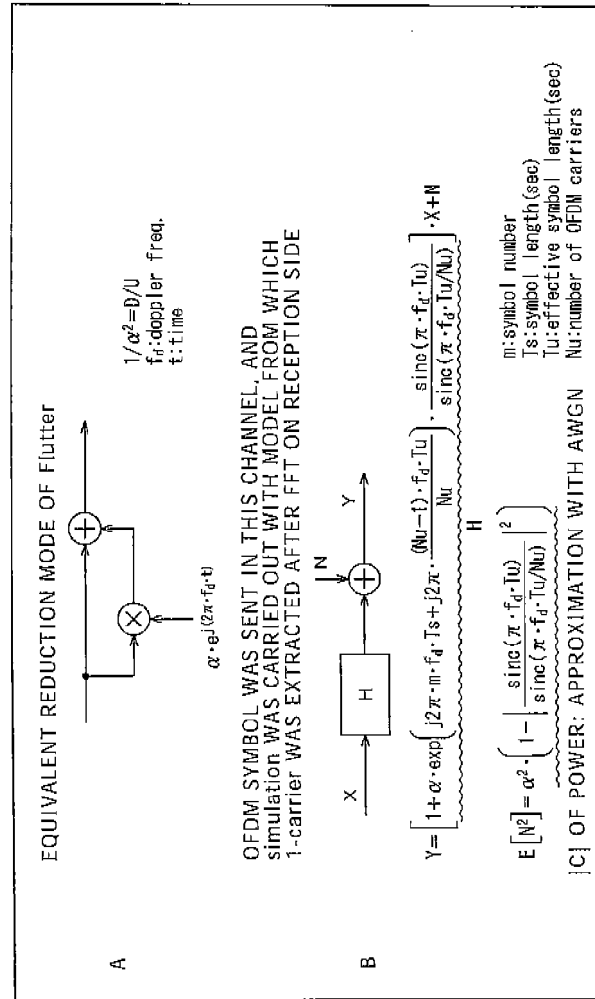 EQUIVALENT REDUCTION MODE OF Flutter
A
α·e^j(2π·f_d·t)
1/α²=D/U
f_d:doppler freq.
t:time
OFDM SYMBOL WAS SENT IN THIS CHANNEL, AND
simulation WAS CARRIED OUT WITH MODEL FROM WHICH
1-carrier WAS EXTRACTED AFTER FFT ON RECEPTION SIDE
B
X
H
N
Y
Y=[1+α·exp(j2π·m·f_d·Ts+j2π·(Nu-t)·f_d·Tu/Nu)·sinc(π·f_d·Tu)/sinc(π·f_d·Tu/Nu)]·X+N
H
E[N²]=α²·(1-|sinc(π·f_d·Tu)/sinc(π·f_d·Tu/Nu)|²)
[C] OF POWER: APPROXIMATION WITH AWGN
m:symbol number
Ts:symbol length(sec)
Tu:effective symbol length(sec)
Nu:number of OFDM carriers